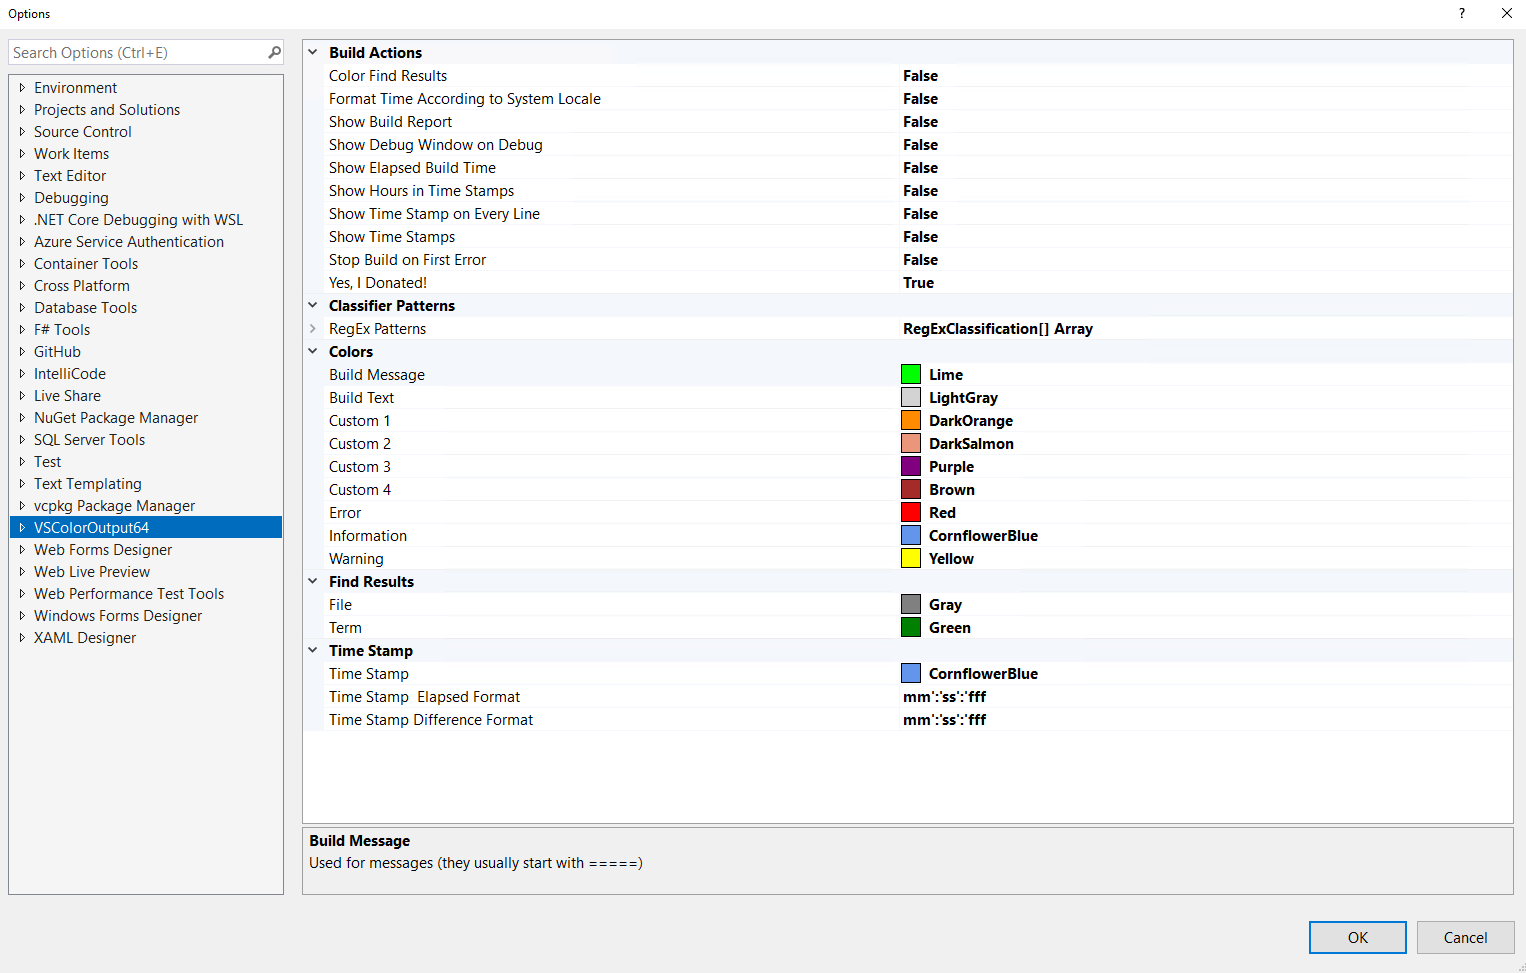 Options
?
Search Options (Ctrl+E)
Environment
Projects and Solutions
Source Control
Work Items
Text Editor
Debugging
.NET Core Debugging with WSL
Azure Service Authentication
Container Tools
Cross Platform
Database Tools
F# Tools
GitHub
IntelliCode
Live Share
NuGet Package Manager
SQL Server Tools
Test
Text Templating
vcpkg Package Manager
VSColorOutput64
Web Forms Designer
Web Live Preview
Web Performance Test Tools
Windows Forms Designer
XAML Designer
Build Actions
Color Find Results False
Format Time According to System Locale False
Show Build Report False
Show Debug Window on Debug False
Show Elapsed Build Time False
Show Hours in Time Stamps False
Show Time Stamp on Every Line False
Show Time Stamps False
Stop Build on First Error False
Yes, I Donated! True
Classifier Patterns
RegEx Patterns RegExClassification[] Array
Colors
Build Message Lime
Build Text LightGray
Custom 1 DarkOrange
Custom 2 DarkSalmon
Custom 3 Purple
Custom 4 Brown
Error Red
Information CornflowerBlue
Warning Yellow
Find Results
File Gray
Term Green
Time Stamp
Time Stamp CornflowerBlue
Time Stamp  Elapsed Format mm':'ss':'fff
Time Stamp Difference Format mm':'ss':'fff
Build Message
Used for messages (they usually start with =====)
OK
Cancel